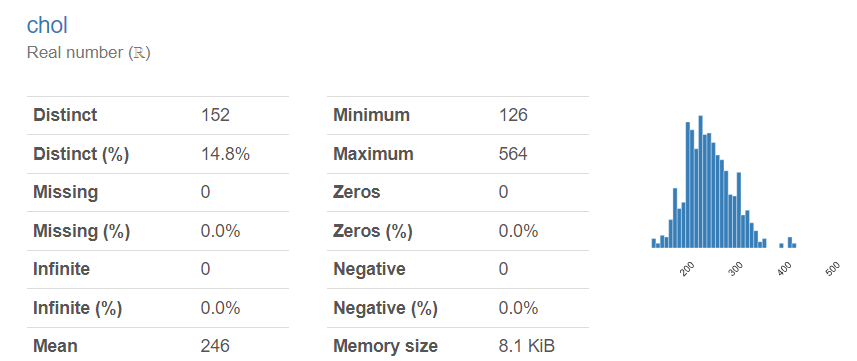 chol
Real number (ℝ)
Distinct 152
Distinct (%) 14.8%
Missing 0
Missing (%) 0.0%
Infinite 0
Infinite (%) 0.0%
Mean 246
Minimum 126
Maximum 564
Zeros 0
Zeros (%) 0.0%
Negative 0
Negative (%) 0.0%
Memory size 8.1 KiB
200 300 400 500